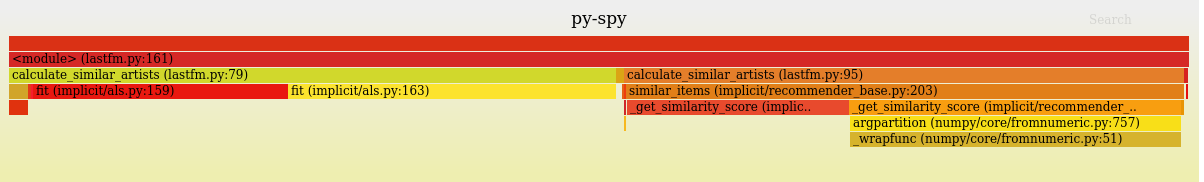 py-spy
Search
<module> (lastfm.py:161)
calculate_similar_artists (lastfm.py:79) calculate_similar_artists (lastfm.py:95)
fit (implicit/als.py:159) fit (implicit/als.py:163) similar_items (implicit/recommender_base.py:203)
_get_similarity_score (implic.. _get_similarity_score (implicit/recommender_..
argpartition (numpy/core/fromnumeric.py:757)
_wrapfunc (numpy/core/fromnumeric.py:51)